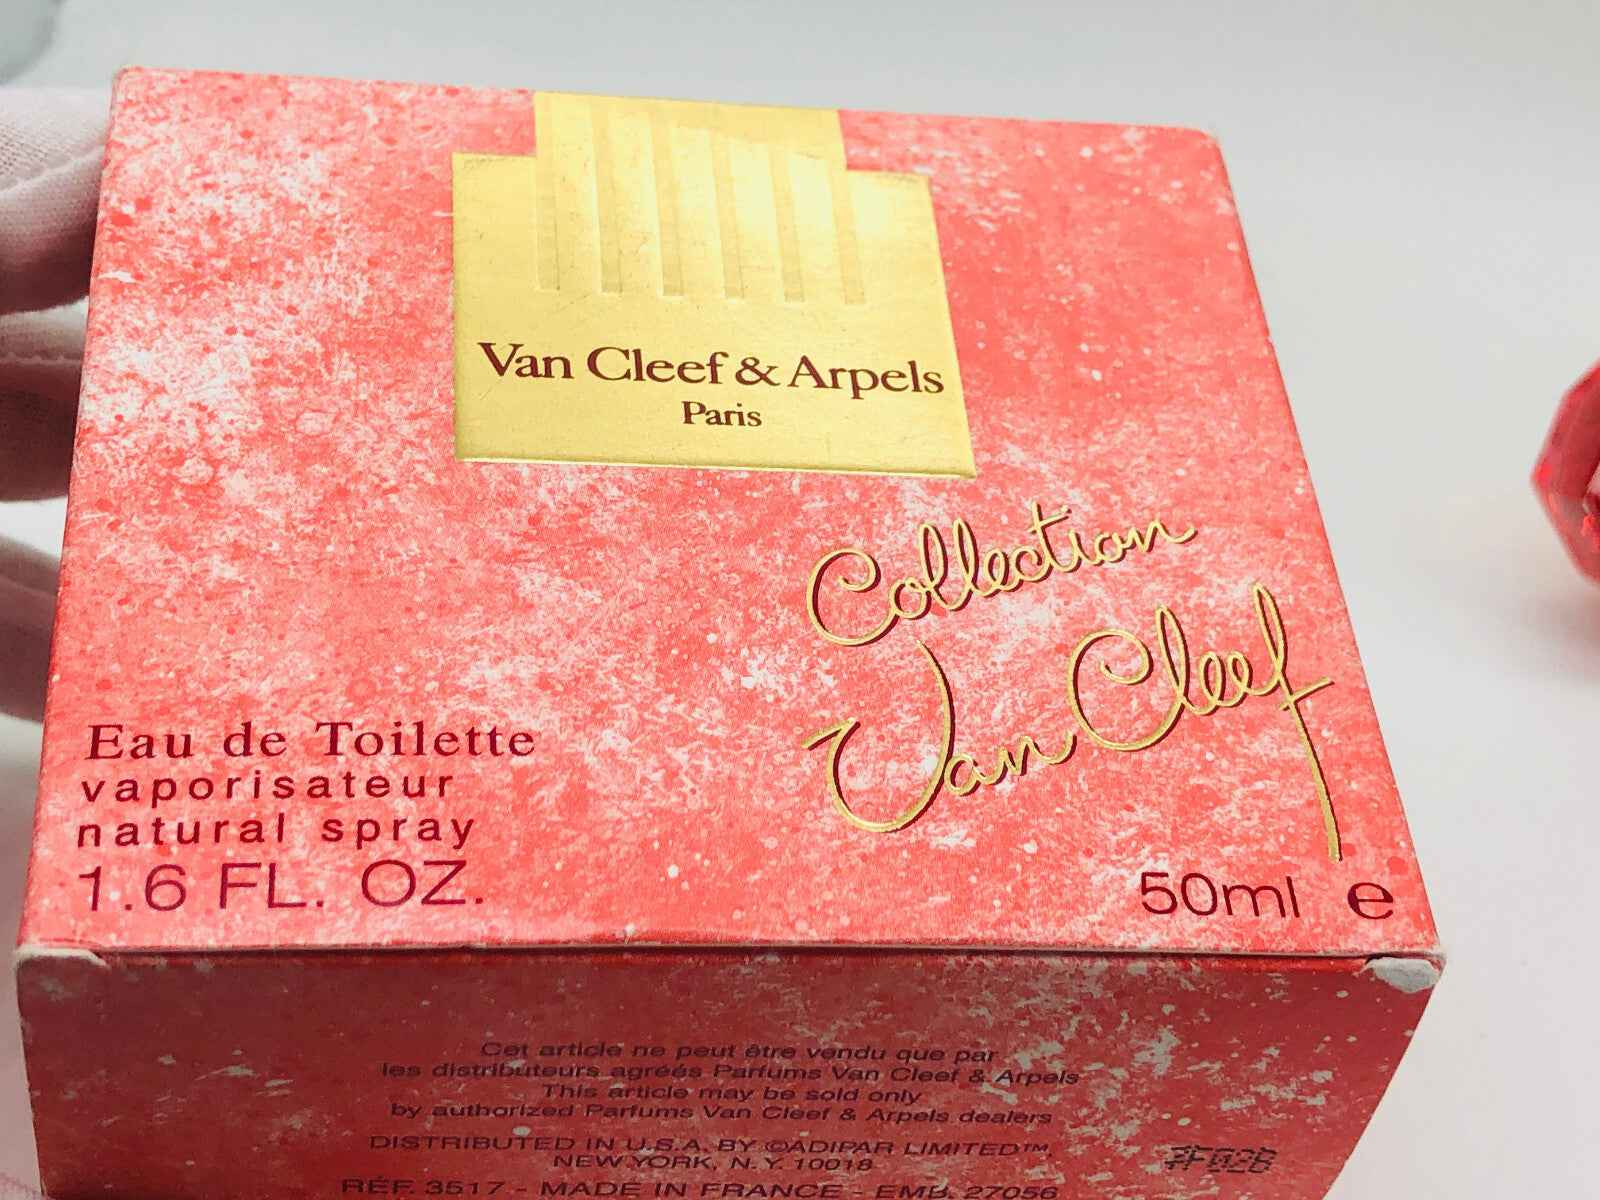 Van Cleef & Arpels
Paris
Collection
Van Cleef
Eau de Toilette
vaporisateur
natural spray
1.6 FL. OZ.
50ml e
Cet article ne peut être vendu que par
les distributeurs agréés Parfums Van Cleef & Arpels
This article may be sold only
by authorized Parfums Van Cleef & Arpels dealers
DISTRIBUTED IN U.S.A. BY ©ADIPAR LIMITED™,
NEW YORK, N.Y. 10018
RÉF. 3517 - MADE IN FRANCE - EMB. 27056